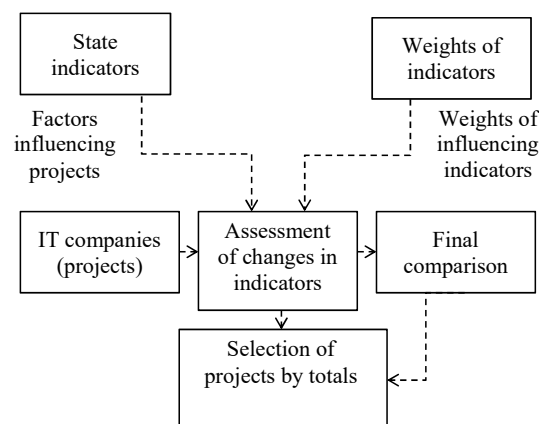 State
indicators
Weights of
indicators
Factors
influencing
projects
Weights of
influencing
indicators
IT companies
(projects)
Assessment
of changes in
indicators
Final
comparison
Selection of
projects by totals